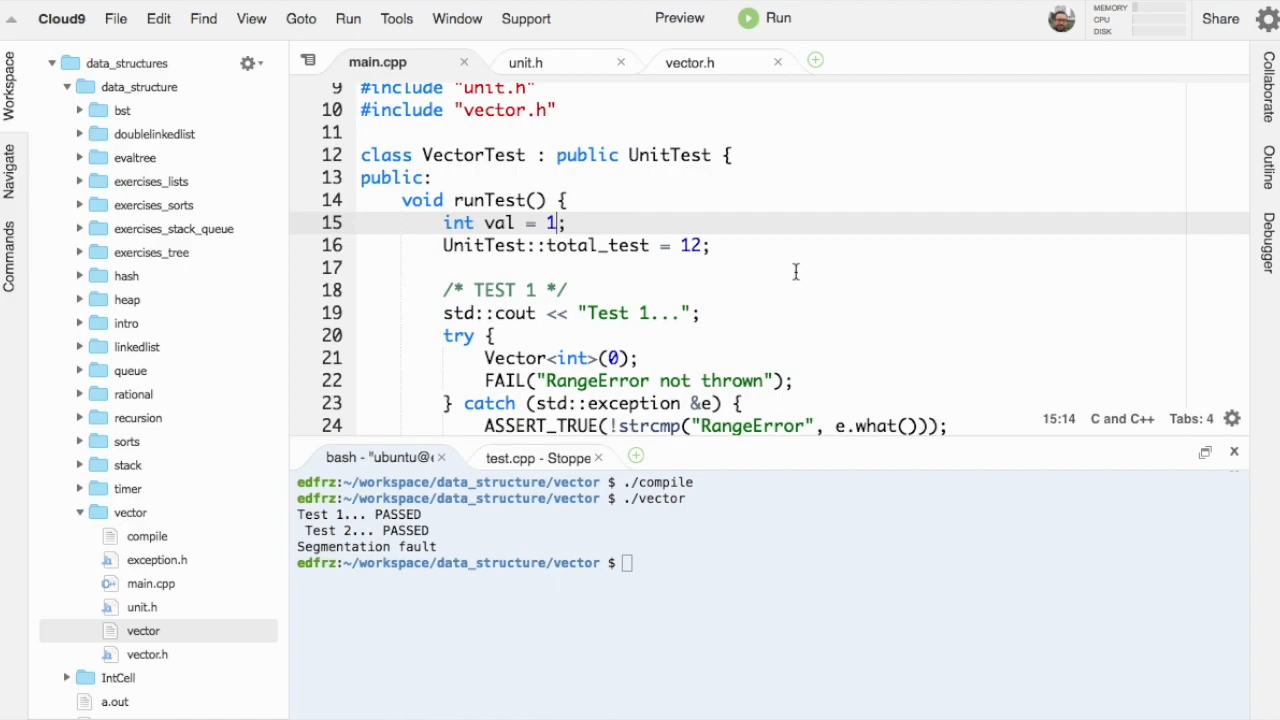 Cloud9 File Edit Find View Goto Run Tools Window Support Preview Run MEMORY CPU DISK Share
Workspace
Navigate
Commands
data_structures
data_structure
bst
doublelinkedlist
evaltree
exercises_lists
exercises_sorts
exercises_stack_queue
exercises_tree
hash
heap
intro
linkedlist
queue
rational
recursion
sorts
stack
timer
vector
compile
exception.h
main.cpp
unit.h
vector
vector.h
IntCell
a.out
main.cpp unit.h vector.h
9 #include "unit.h"
10 #include "vector.h"
11
12 class VectorTest : public UnitTest {
13 public:
14 void runTest() {
15 int val = 1;
16 UnitTest::total_test = 12;
17
18 /* TEST 1 */
19 std::cout << "Test 1...";
20 try {
21 Vector<int>(0);
22 FAIL("RangeError not thrown");
23 } catch (std::exception &e) {
24 ASSERT_TRUE(!strcmp("RangeError", e.what()));
15:14 C and C++ Tabs: 4
bash - "ubuntu@e test.cpp - Stoppe
edfrz:~/workspace/data_structure/vector $ ./compile
edfrz:~/workspace/data_structure/vector $ ./vector
Test 1... PASSED
Test 2... PASSED
Segmentation fault
edfrz:~/workspace/data_structure/vector $
Collaborate
Outline
Debugger